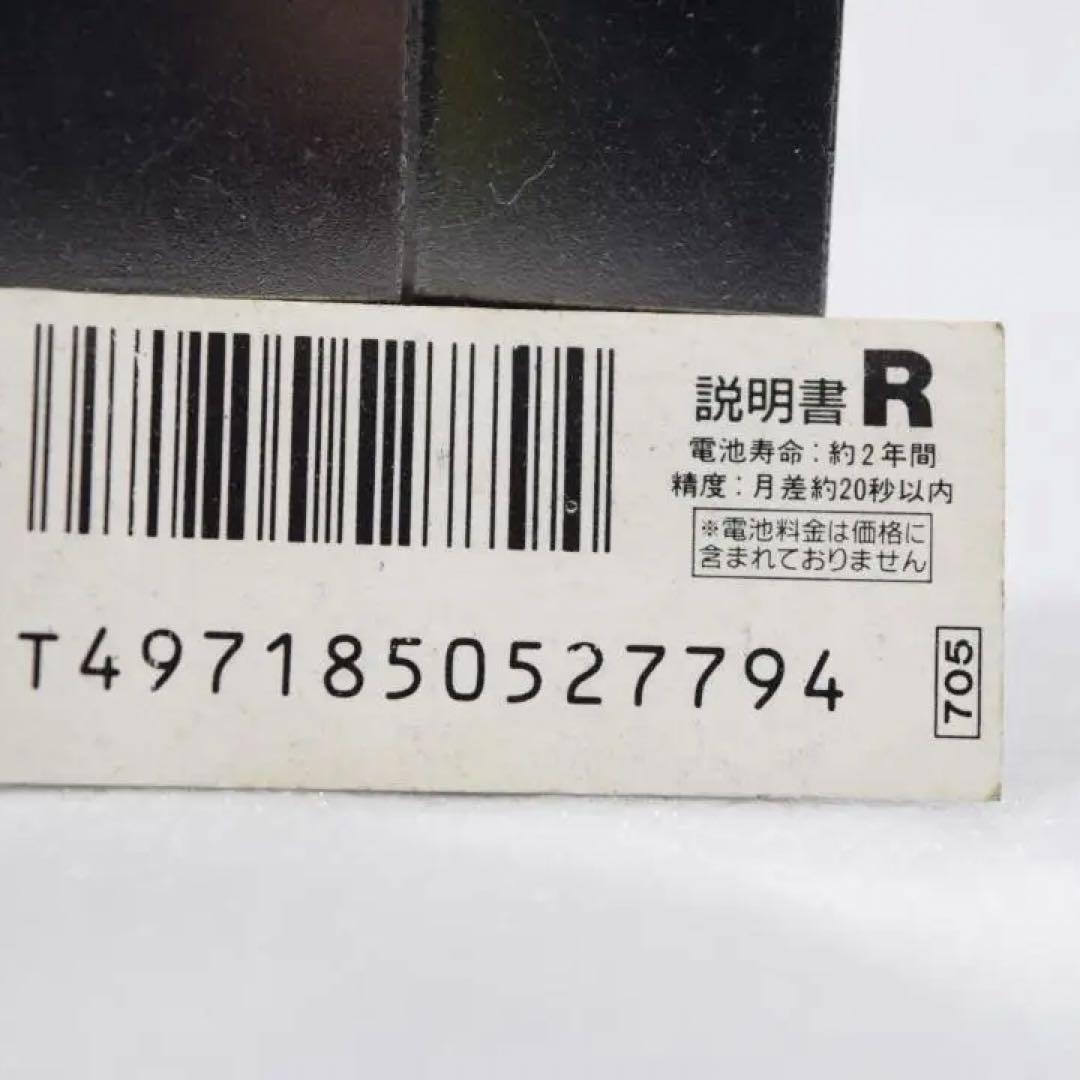 説明書 R
電池寿命：約2年間
精度：月差約20秒以内
※電池料金は価格に
含まれておりません
T4971850527794
705